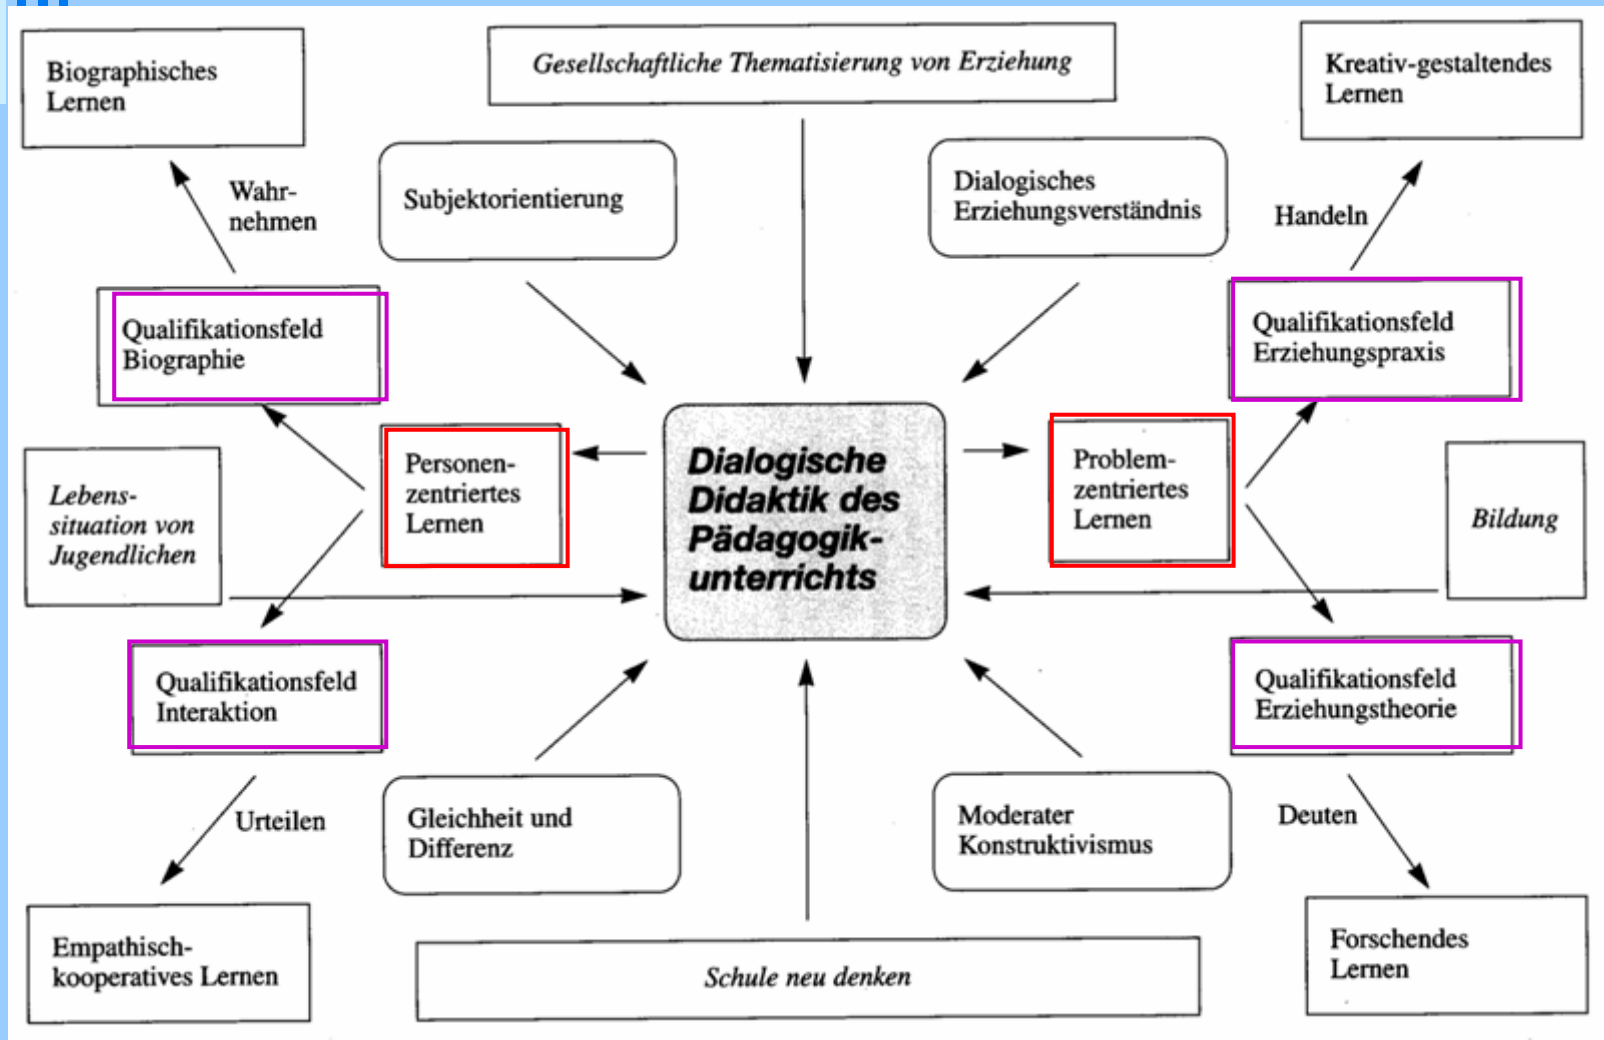 Biographisches
Lernen
Gesellschaftliche Thematisierung von Erziehung
Kreativ-gestaltendes
Lernen
Wahr-
nehmen
Subjektorientierung
Dialogisches
Erziehungsverständnis
Handeln
Qualifikationsfeld
Biographie
Qualifikationsfeld
Erziehungspraxis
Lebens-
situation von
Jugendlichen
Personen-
zentriertes
Lernen
Dialogische
Didaktik des
Pädagogik-
unterrichts
Problem-
zentriertes
Lernen
Bildung
Qualifikationsfeld
Interaktion
Qualifikationsfeld
Erziehungstheorie
Urteilen
Gleichheit und
Differenz
Moderater
Konstruktivismus
Deuten
Empathisch-
kooperatives Lernen
Schule neu denken
Forschendes
Lernen